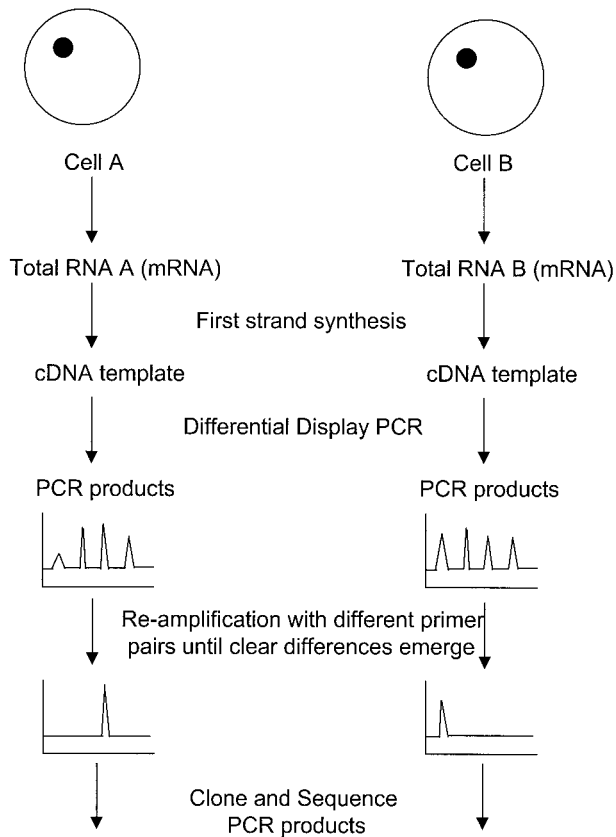 Cell A
Cell B
Total RNA A (mRNA)
Total RNA B (mRNA)
First strand synthesis
cDNA template
cDNA template
Differential Display PCR
PCR products
PCR products
Re-amplification with different primer
pairs until clear differences emerge
Clone and Sequence
PCR products